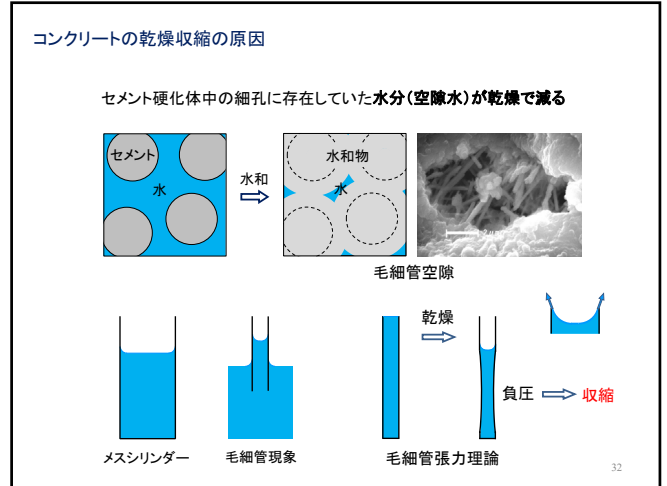 コンクリートの乾燥収縮の原因
セメント硬化体中の細孔に存在していた水分(空隙水)が乾燥で減る
セメント
水
水和
水和物
水
2μm
毛細管空隙
乾燥
負圧
収縮
メスシリンダー
毛細管現象
毛細管張力理論
32